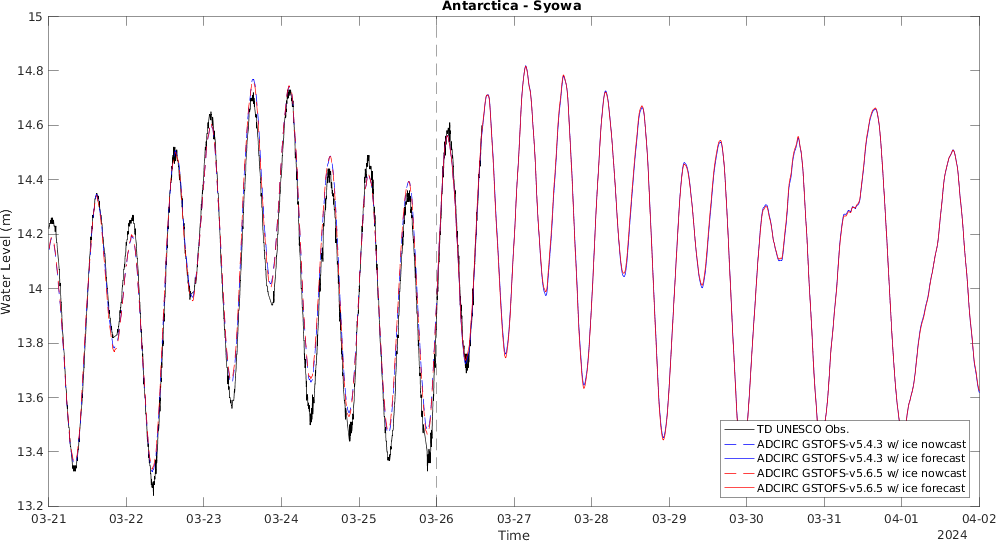 Antarctica - Syowa
Water Level (m)
15
14.8
14.6
14.4
14.2
14
13.8
13.6
13.4
13.2
TD UNESCO Obs.
ADCIRC GSTOFS-v5.4.3 w/ ice nowcast
ADCIRC GSTOFS-v5.4.3 w/ ice forecast
ADCIRC GSTOFS-v5.6.5 w/ ice nowcast
ADCIRC GSTOFS-v5.6.5 w/ ice forecast
03-21 03-22 03-23 03-24 03-25 03-26 03-27 03-28 03-29 03-30 03-31 04-01 04-02
Time
2024